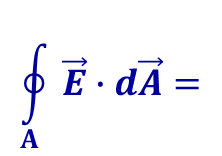 ∮ E⃗ · dA⃗ =
A